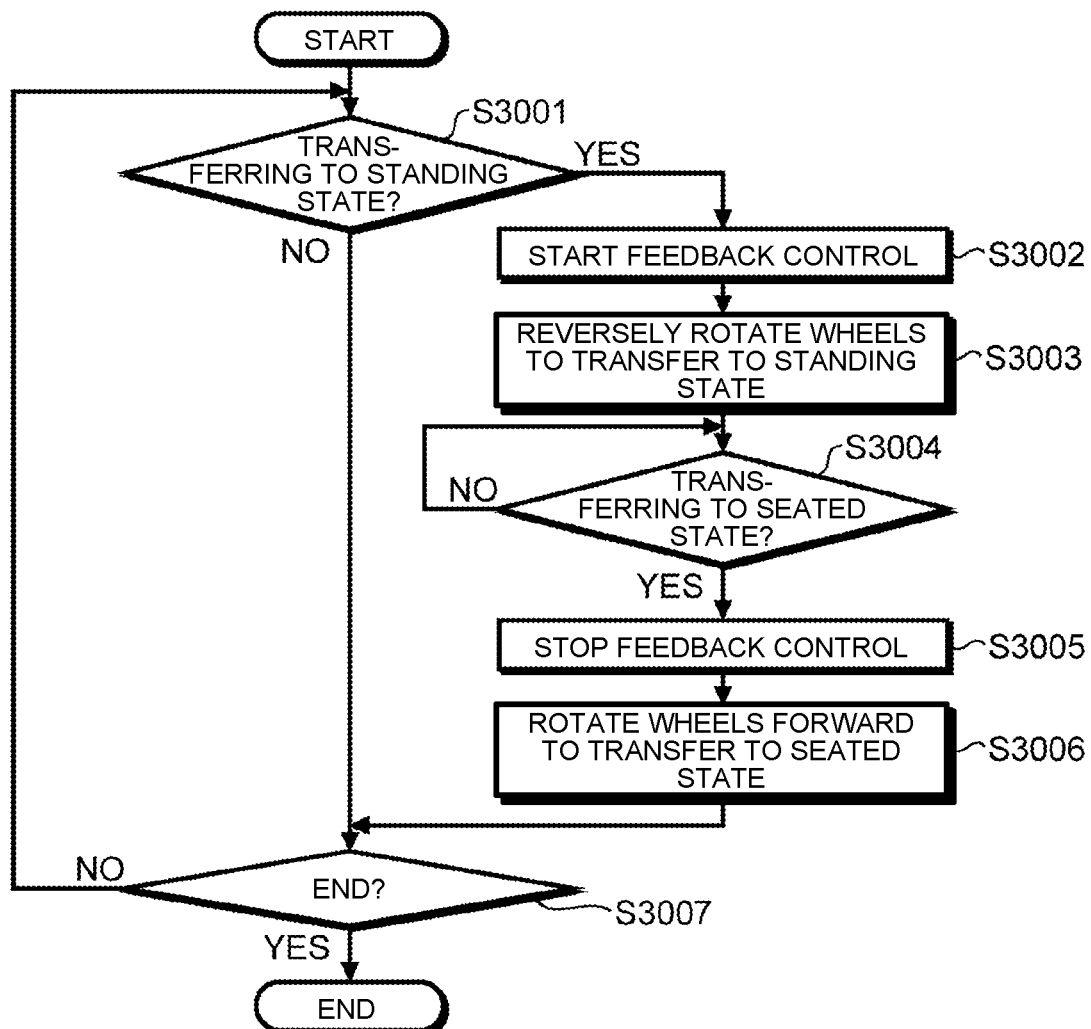 START
S3001
TRANS-
FERRING TO STANDING
STATE?
YES
NO
START FEEDBACK CONTROL
S3002
REVERSELY ROTATE WHEELS
TO TRANSFER TO STANDING
STATE
S3003
S3004
TRANS-
FERRING TO SEATED
STATE?
NO
YES
STOP FEEDBACK CONTROL
S3005
ROTATE WHEELS FORWARD
TO TRANSFER TO SEATED
STATE
S3006
NO
END?
S3007
YES
END